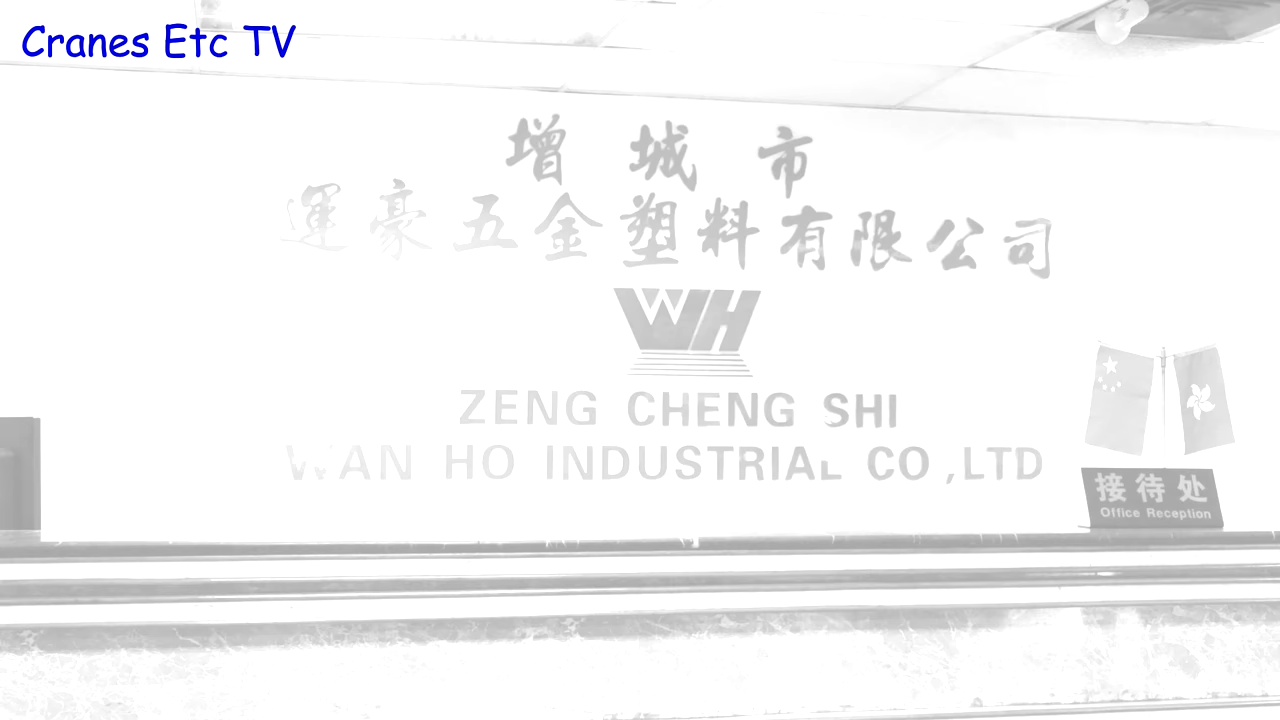 Cranes Etc TV
增城市
運豪五金塑料有限公司
WH
ZENG CHENG SHI
WAN HO INDUSTRIAL CO ,LTD
接待处
Office Reception